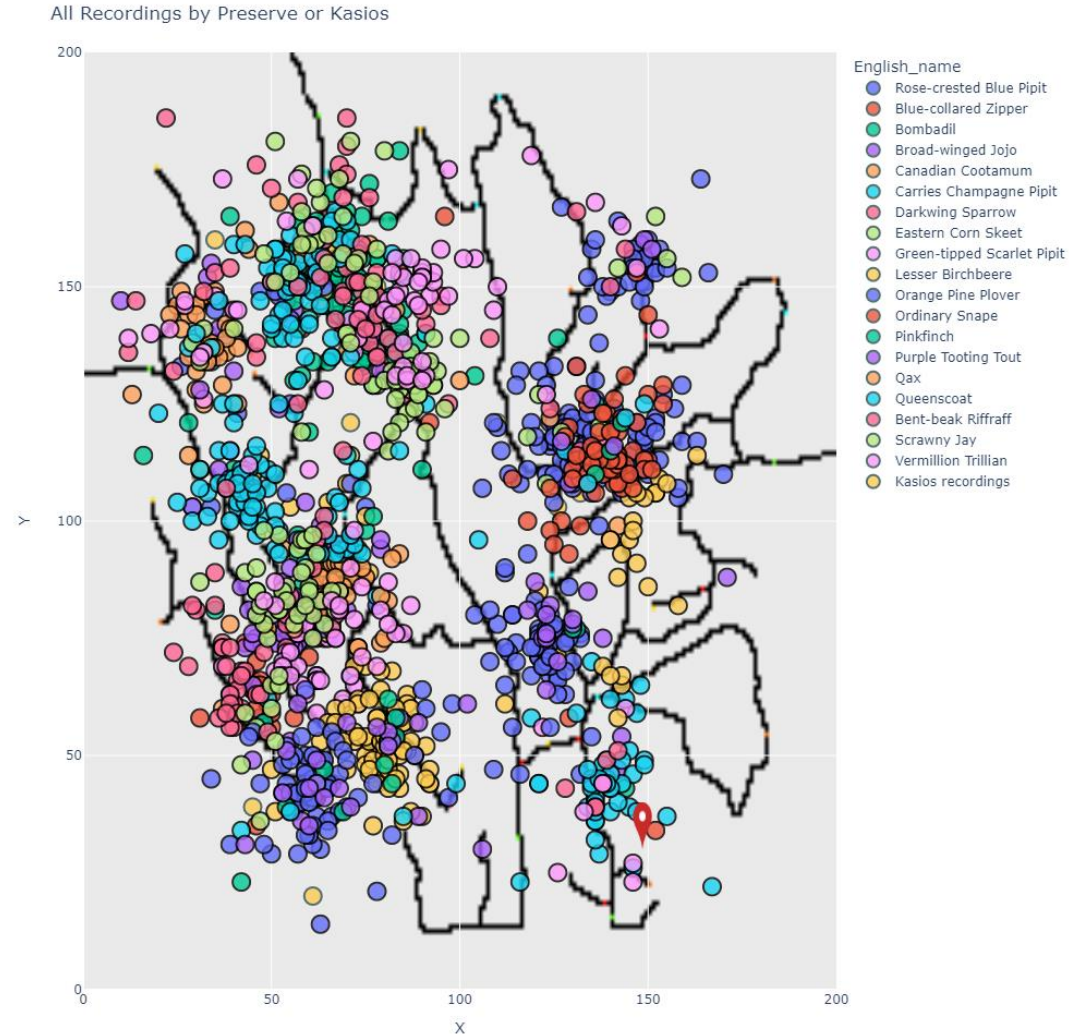 All Recordings by Preserve or Kasios
200
150
100
50
0
Y
0
50
100
150
200
X
English_name
Rose-crested Blue Pipit
Blue-collared Zipper
Bombadil
Broad-winged Jojo
Canadian Cootamum
Carries Champagne Pipit
Darkwing Sparrow
Eastern Corn Skeet
Green-tipped Scarlet Pipit
Lesser Birchbeere
Orange Pine Plover
Ordinary Snape
Pinkfinch
Purple Tooting Tout
Qax
Queenscoat
Bent-beak Riffraff
Scrawny Jay
Vermillion Trillian
Kasios recordings